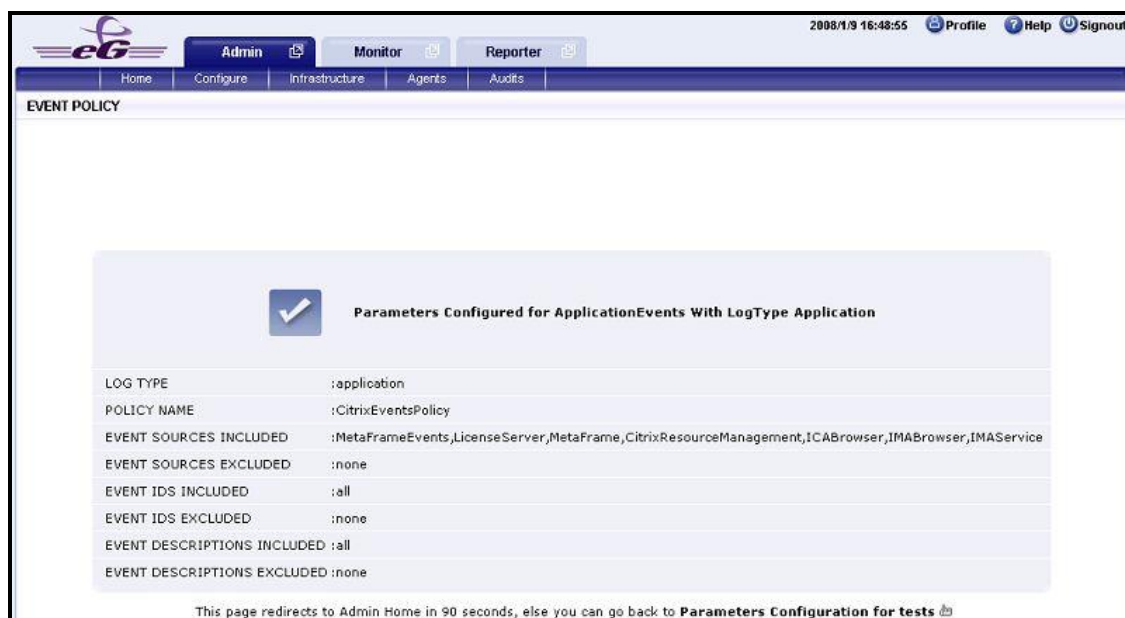 2008/1/9 16:48:55 Profile Help Signout
eG Admin Monitor Reporter
Home Configure Infrastructure Agents Audits
EVENT POLICY
Parameters Configured for ApplicationEvents With LogType Application
LOG TYPE :application
POLICY NAME :CitrixEventsPolicy
EVENT SOURCES INCLUDED :MetaFrameEvents,LicenseServer,MetaFrame,CitrixResourceManagement,ICABrowser,IMABrowser,IMAService
EVENT SOURCES EXCLUDED :none
EVENT IDS INCLUDED :all
EVENT IDS EXCLUDED :none
EVENT DESCRIPTIONS INCLUDED :all
EVENT DESCRIPTIONS EXCLUDED :none
This page redirects to Admin Home in 90 seconds, else you can go back to Parameters Configuration for tests